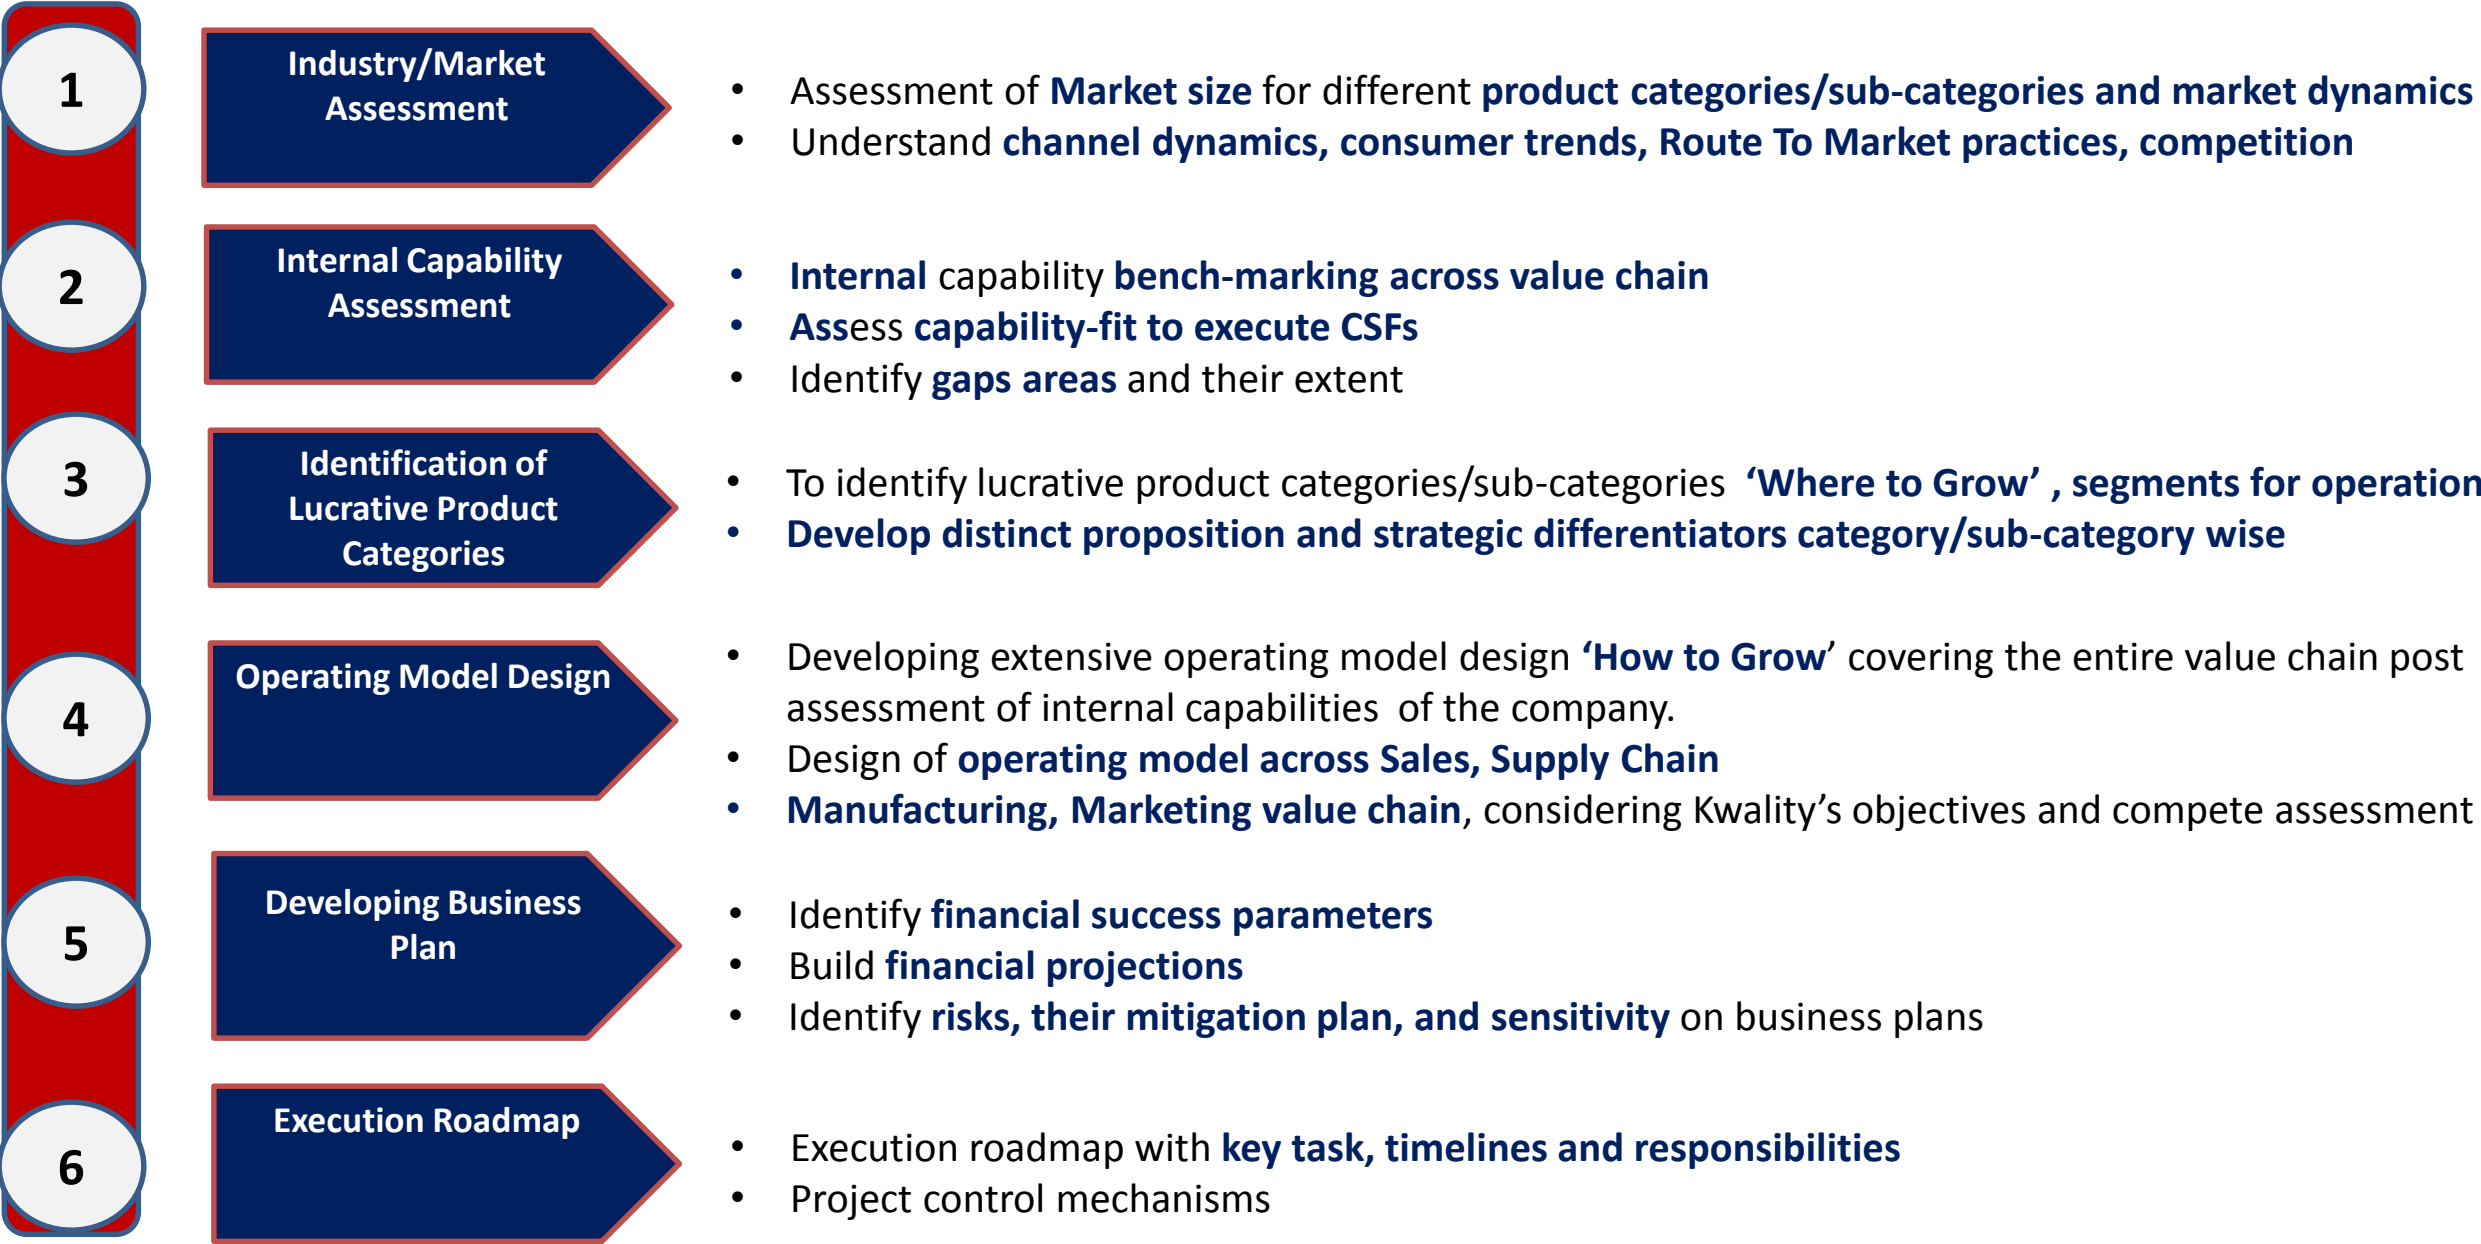 1
Industry/Market
Assessment
• Assessment of Market size for different product categories/sub-categories and market dynamics
• Understand channel dynamics, consumer trends, Route To Market practices, competition
2
Internal Capability
Assessment
• Internal capability bench-marking across value chain
• Assess capability-fit to execute CSFs
• Identify gaps areas and their extent
3
Identification of
Lucrative Product
Categories
• To identify lucrative product categories/sub-categories ‘Where to Grow’ , segments for operation
• Develop distinct proposition and strategic differentiators category/sub-category wise
4
Operating Model Design
• Developing extensive operating model design ‘How to Grow’ covering the entire value chain post
assessment of internal capabilities of the company.
• Design of operating model across Sales, Supply Chain
• Manufacturing, Marketing value chain, considering Kwality’s objectives and compete assessment
5
Developing Business
Plan
• Identify financial success parameters
• Build financial projections
• Identify risks, their mitigation plan, and sensitivity on business plans
6
Execution Roadmap
• Execution roadmap with key task, timelines and responsibilities
• Project control mechanisms